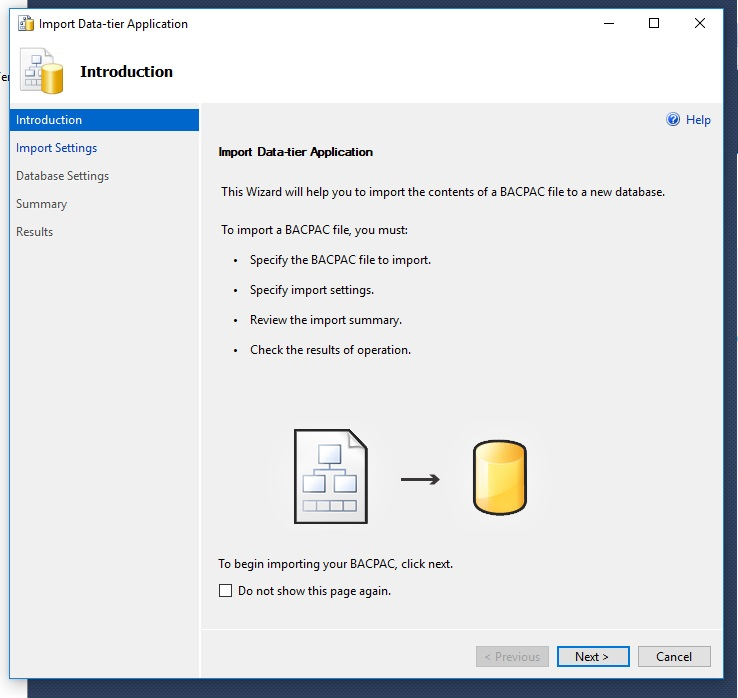 Import Data-tier Application
Introduction
Introduction
Import Settings
Database Settings
Summary
Results
Help
Import Data-tier Application
This Wizard will help you to import the contents of a BACPAC file to a new database.
To import a BACPAC file, you must:
• Specify the BACPAC file to import.
• Specify import settings.
• Review the import summary.
• Check the results of operation.
To begin importing your BACPAC, click next.
Do not show this page again.
< Previous
Next >
Cancel